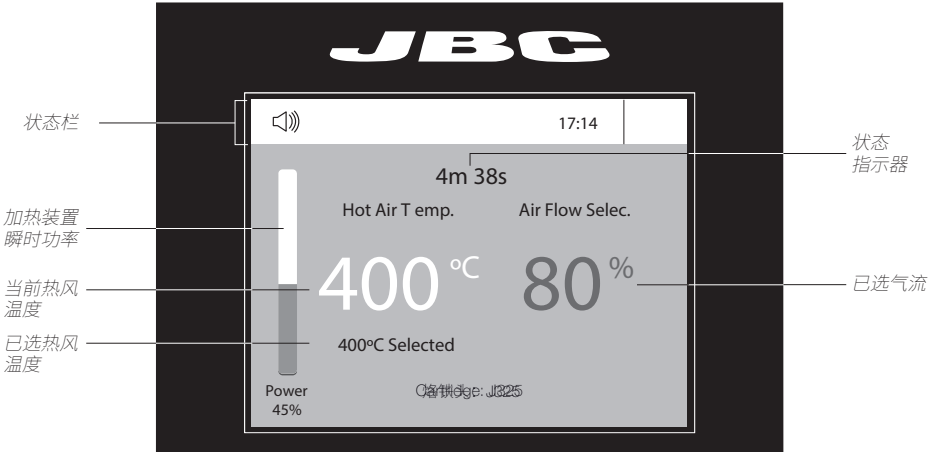 JBC
状态栏
17:14
状态
指示器
4m 38s
加热装置
瞬时功率
Hot Air T emp.
Air Flow Selec.
当前热风
温度
400 ºC
80 %
已选气流
已选热风
温度
400ºC Selected
Power
45%
J325